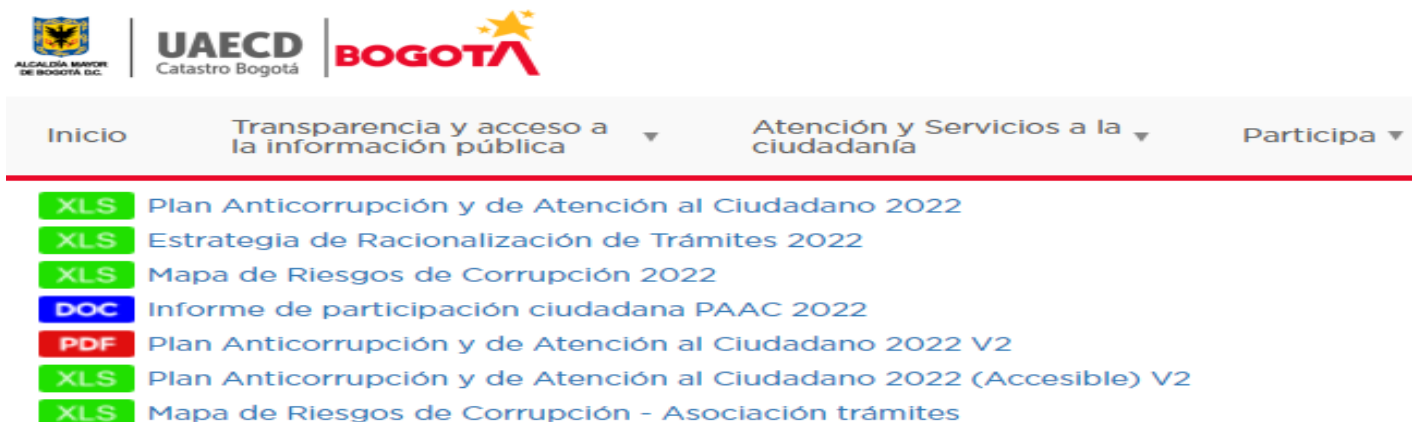 ALCALDÍA MAYOR
DE BOGOTÁ D.C.
UAECD
Catastro Bogotá
BOGOTÁ
Inicio
Transparencia y acceso a
la información pública
Atención y Servicios a la
ciudadanía
Participa
XLS Plan Anticorrupción y de Atención al Ciudadano 2022
XLS Estrategia de Racionalización de Trámites 2022
XLS Mapa de Riesgos de Corrupción 2022
DOC Informe de participación ciudadana PAAC 2022
PDF Plan Anticorrupción y de Atención al Ciudadano 2022 V2
XLS Plan Anticorrupción y de Atención al Ciudadano 2022 (Accesible) V2
XLS Mapa de Riesgos de Corrupción - Asociación trámites